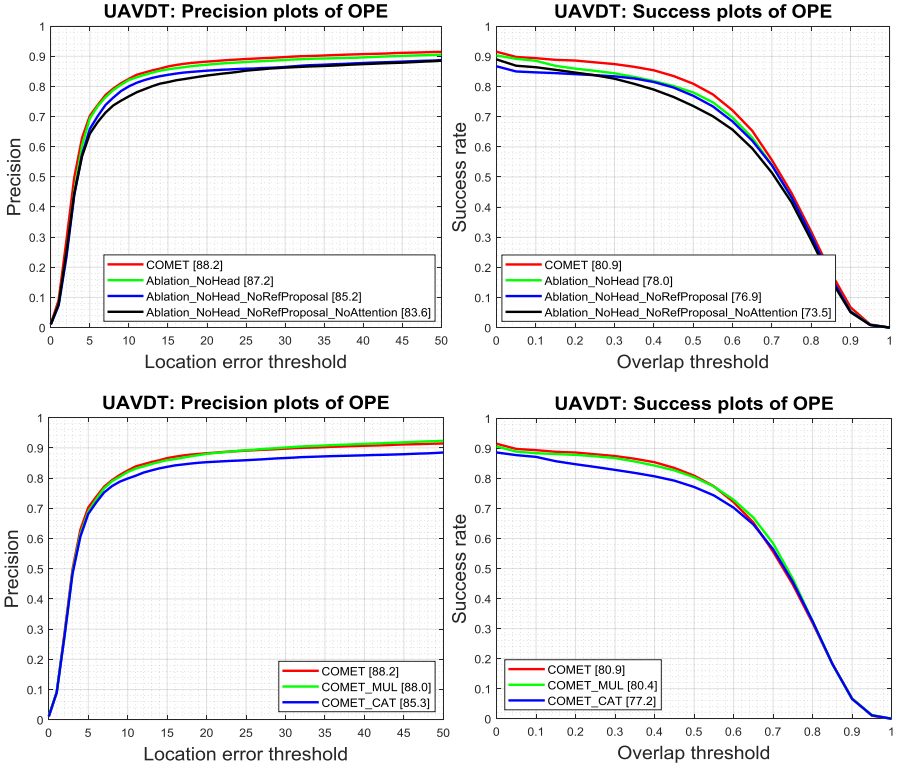 UAVDT: Precision plots of OPE
1
0.9
0.8
0.7
0.6
0.5
0.4
0.3
0.2
0.1
0
0 5 10 15 20 25 30 35 40 45 50
Precision
Location error threshold
COMET [88.2]
Ablation_NoHead [87.2]
Ablation_NoHead_NoRefProposal [85.2]
Ablation_NoHead_NoRefProposal_NoAttention [83.6]
UAVDT: Success plots of OPE
1
0.9
0.8
0.7
0.6
0.5
0.4
0.3
0.2
0.1
0
0 0.1 0.2 0.3 0.4 0.5 0.6 0.7 0.8 0.9 1
Success rate
Overlap threshold
COMET [80.9]
Ablation_NoHead [78.0]
Ablation_NoHead_NoRefProposal [76.9]
Ablation_NoHead_NoRefProposal_NoAttention [73.5]
UAVDT: Precision plots of OPE
1
0.9
0.8
0.7
0.6
0.5
0.4
0.3
0.2
0.1
0
0 5 10 15 20 25 30 35 40 45 50
Precision
Location error threshold
COMET [88.2]
COMET_MUL [88.0]
COMET_CAT [85.3]
UAVDT: Success plots of OPE
1
0.9
0.8
0.7
0.6
0.5
0.4
0.3
0.2
0.1
0
0 0.1 0.2 0.3 0.4 0.5 0.6 0.7 0.8 0.9 1
Success rate
Overlap threshold
COMET [80.9]
COMET_MUL [80.4]
COMET_CAT [77.2]